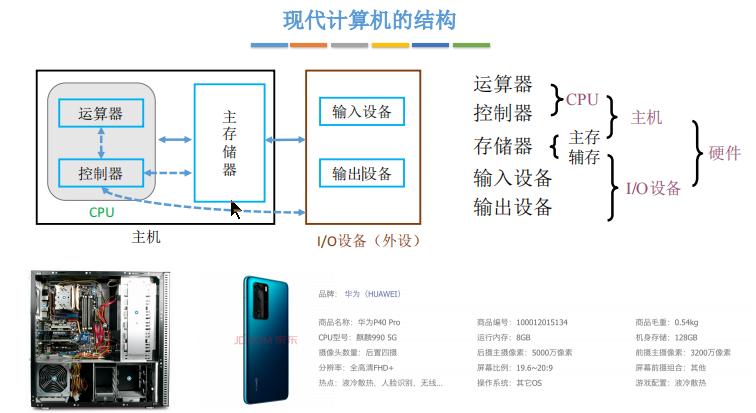 现代计算机的结构
运算器
控制器
CPU
主存储器
主机
输入设备
输出设备
I/O设备（外设）
运算器
控制器
CPU
存储器
主存
辅存
主机
输入设备
输出设备
I/O设备
硬件
JD.COM 京东
品牌： 华为（HUAWEI）
商品名称：华为P40 Pro
商品编号：100012015134
商品毛重：0.54kg
CPU型号：麒麟990 5G
运行内存：8GB
机身存储：128GB
摄像头数量：后置四摄
后摄主摄像素：5000万像素
前摄主摄像素：3200万像素
分辨率：全高清FHD+
屏幕比例：19.6~20:9
屏幕前摄组合：其他
热点：液冷散热，人脸识别，无线...
操作系统：其它OS
游戏配置：液冷散热